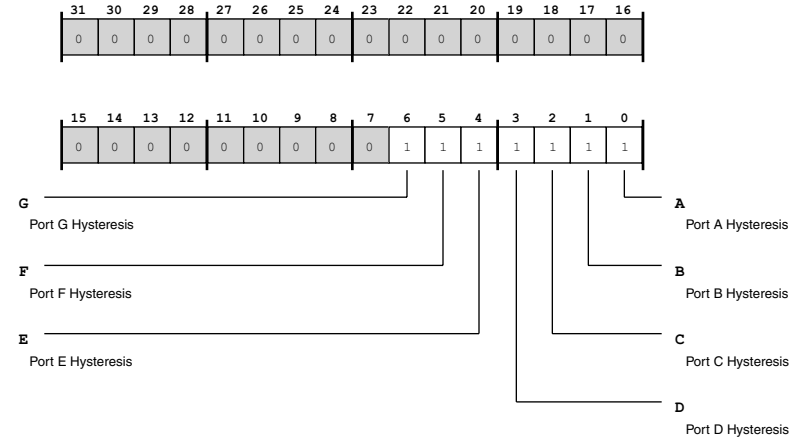 31 30 29 28 27 26 25 24 23 22 21 20 19 18 17 16
0 0 0 0 0 0 0 0 0 0 0 0 0 0 0 0
15 14 13 12 11 10 9 8 7 6 5 4 3 2 1 0
0 0 0 0 0 0 0 0 0 1 1 1 1 1 1 1
G A
Port G Hysteresis Port A Hysteresis
F B
Port F Hysteresis Port B Hysteresis
E C
Port E Hysteresis Port C Hysteresis
D
Port D Hysteresis